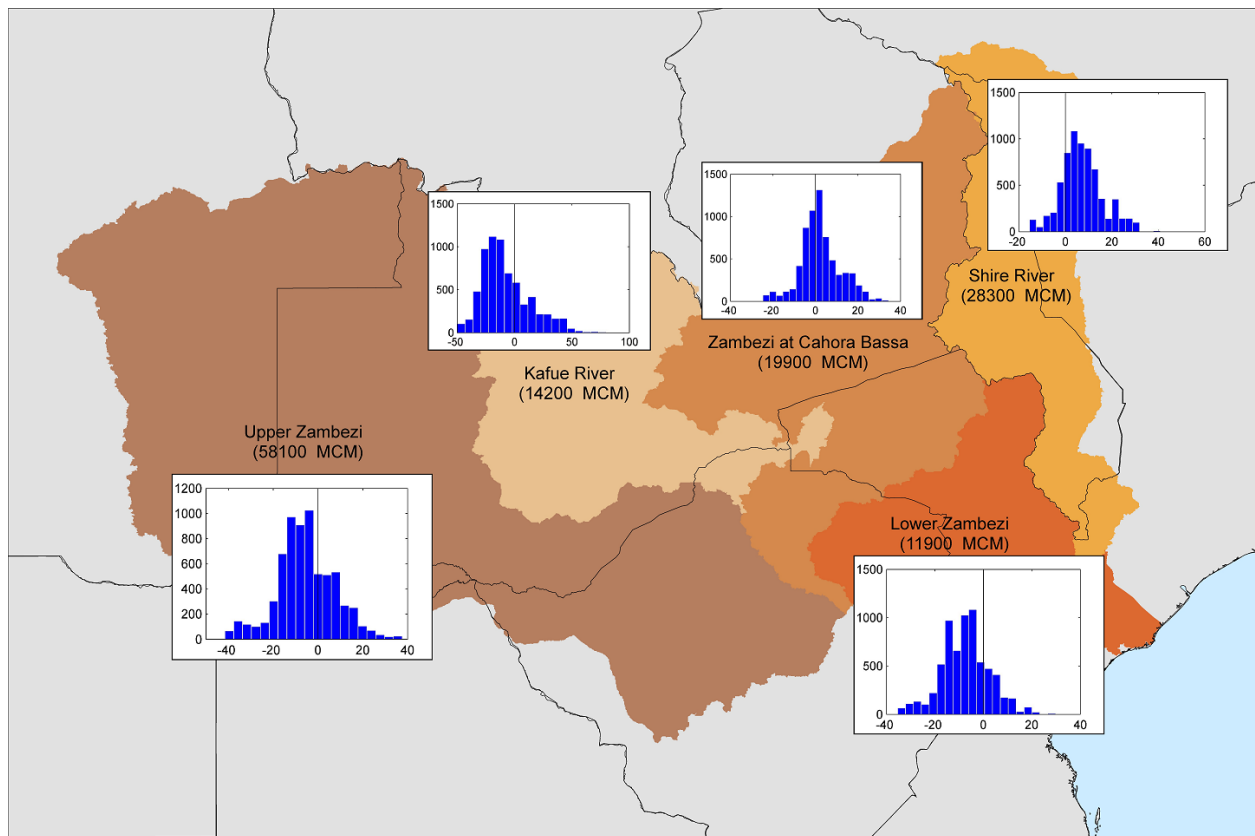 1500
1000
500
0
-20 0 20 40 60
Shire River
(28300 MCM)
1500
1000
500
0
-40 -20 0 20 40
Zambezi at Cahora Bassa
(19900 MCM)
1500
1000
500
0
-50 0 50 100
Kafue River
(14200 MCM)
Upper Zambezi
(58100 MCM)
1200
1000
800
600
400
200
0
-40 -20 0 20 40
Lower Zambezi
(11900 MCM)
1500
1000
500
0
-40 -20 0 20 40